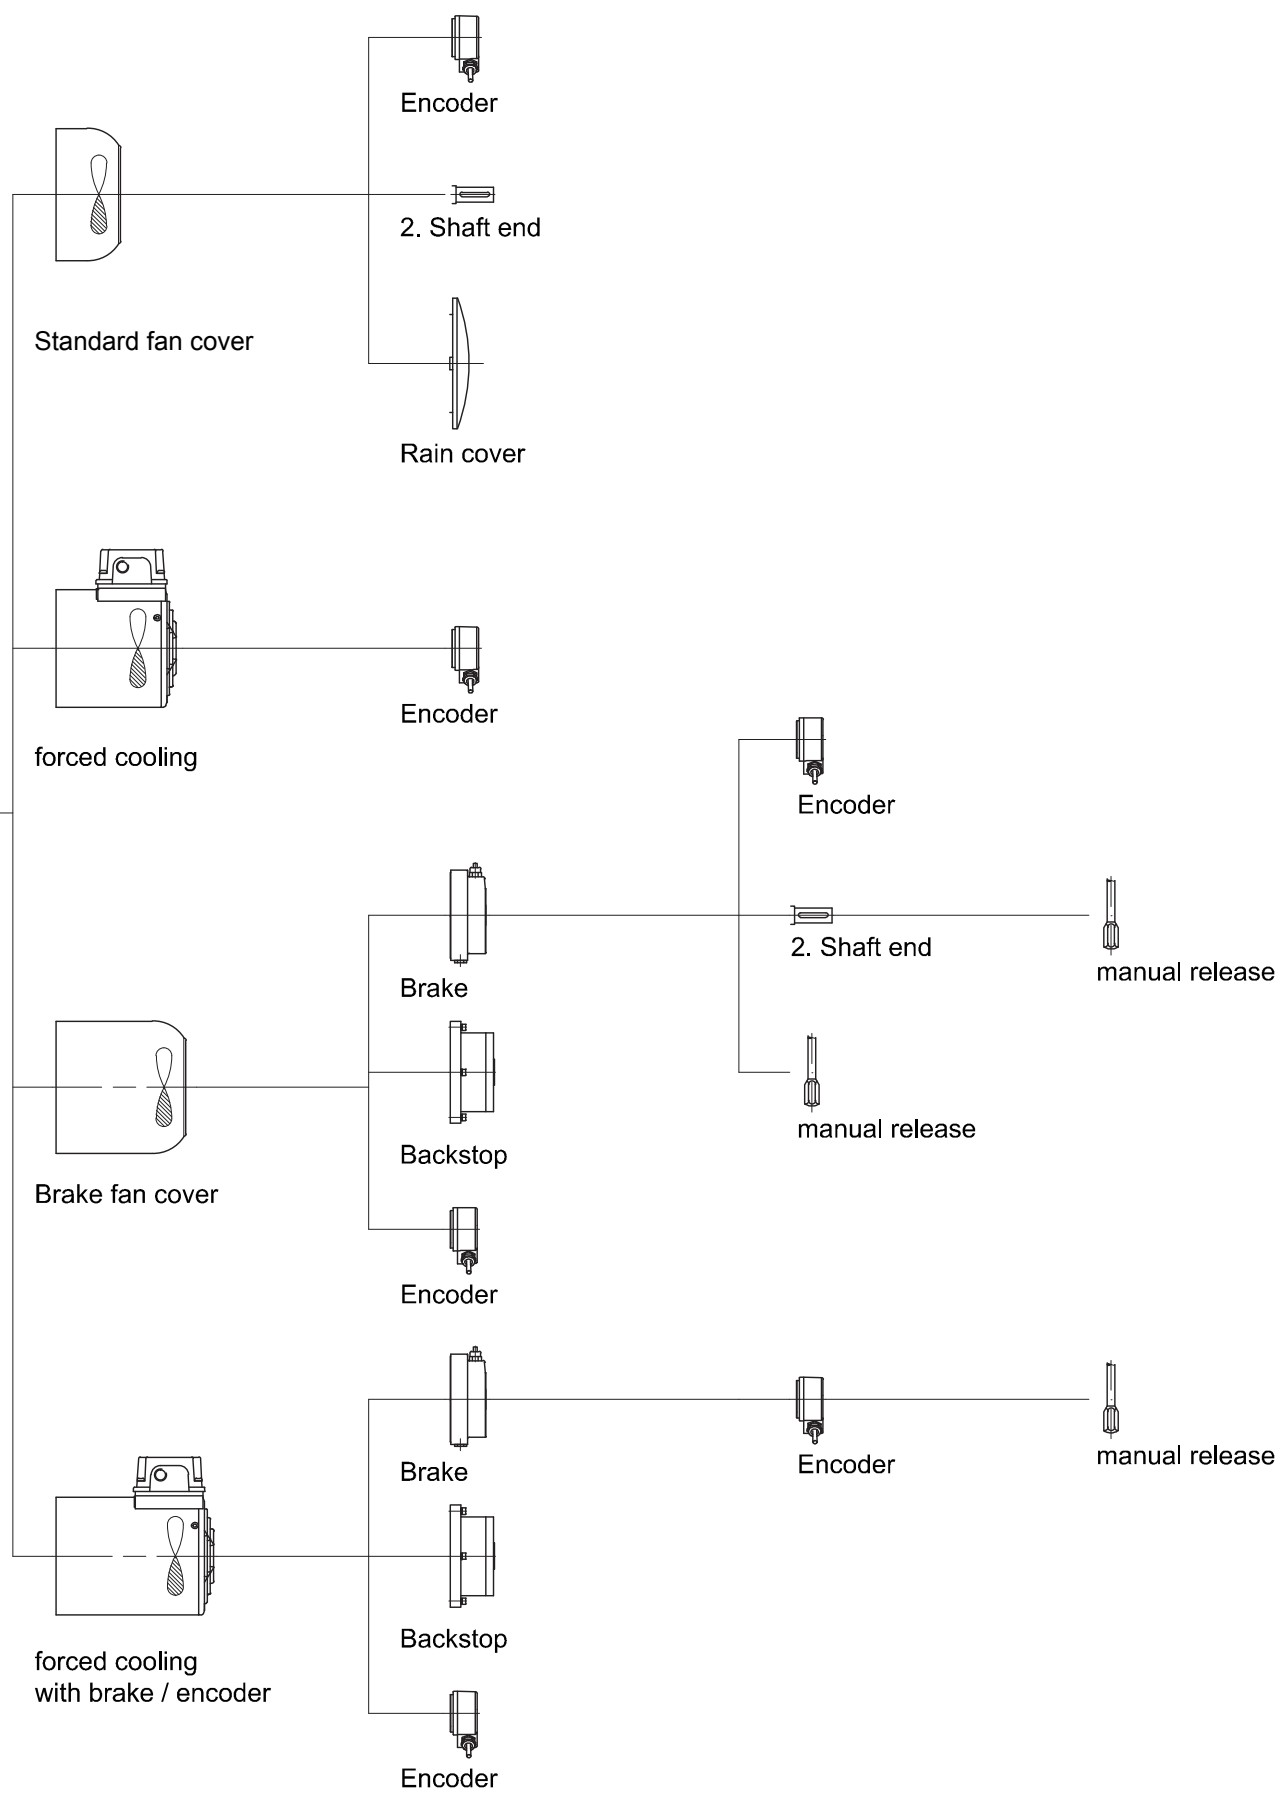 Encoder
2. Shaft end
Standard fan cover
Rain cover
Encoder
forced cooling
Encoder
2. Shaft end
manual release
Brake
manual release
Backstop
Brake fan cover
Encoder
manual release
Encoder
Brake
Backstop
forced cooling
with brake / encoder
Encoder